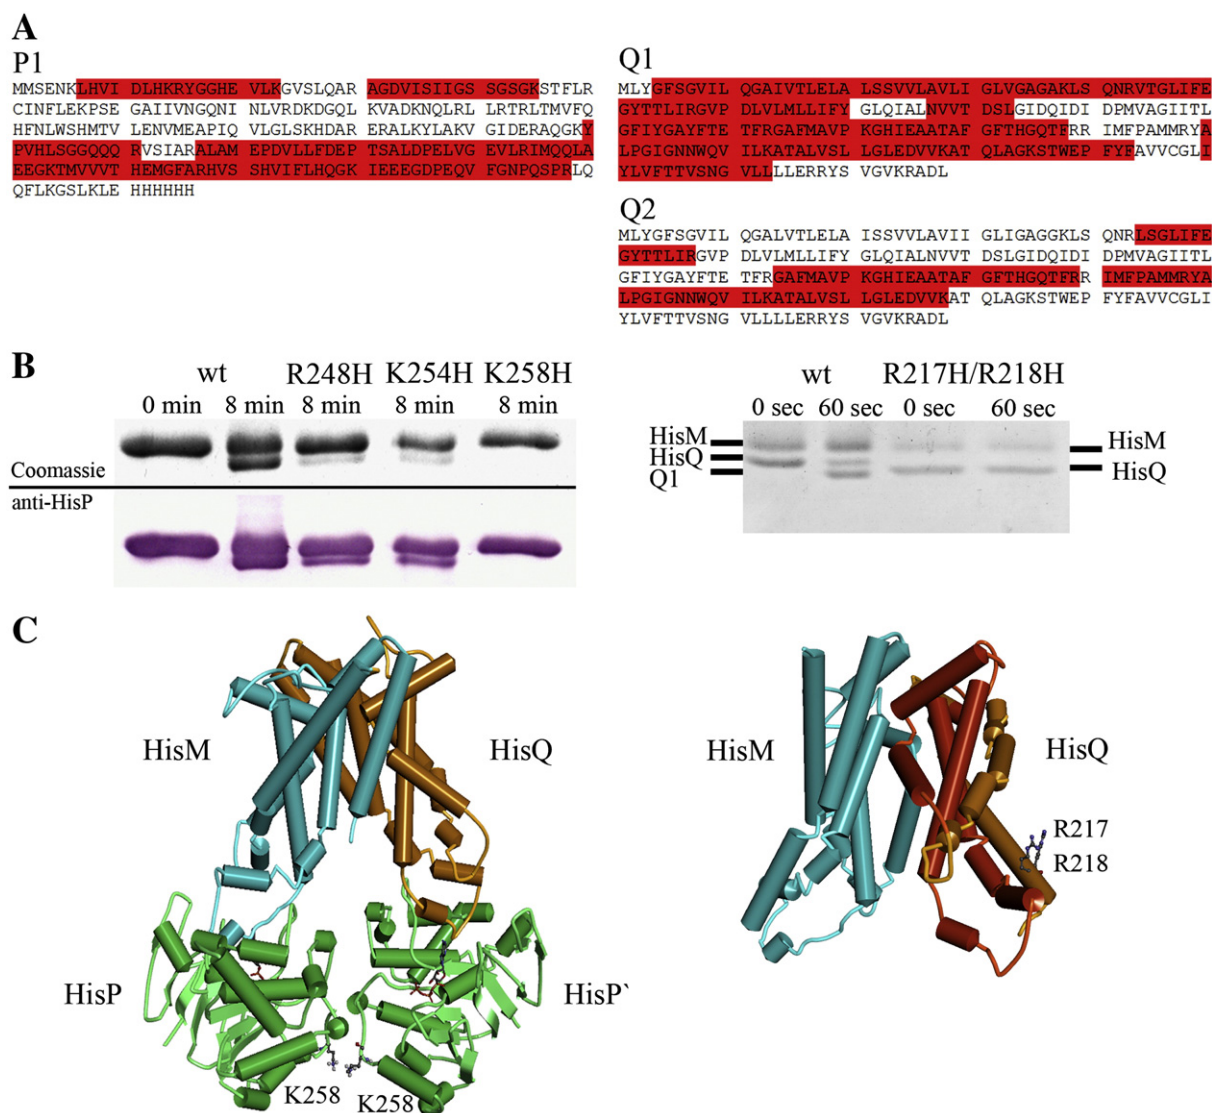 A
P1
MMSENKLHVI DLHKRYGGHE VLKGVSLQAR AGDVISIIGS SGSGKSTFLR
CINFLEKPSE GAIIVNGQNI NLVRDKDGQL KVADKNQLRL LRTRLTMVFQ
HFNLWSHMTV LENVMEAPIQ VLGLSKHDAR ERALKYLAKV GIDERAQGKY
PVHLSGGQQQ RVSIARALAM EPDVLLFDEP TSALDPELVG EVLRIMQQLA
EEGKTMVVVT HEMGFARHVS SHVIFLHQGK IEEEGDPEQV FGNPQSPRLQ
QFLKGSLKLE HHHHHH
Q1
MLYGFSGVIL QGAIVTLELA LSSVVLAVLI GLVGAGAKLS QNRVTGLIFE
GYTTLIRGVP DLVLMLLIFY GLQIALNVVT DSLGIDQIDI DPMVAGIITL
GFIYGAYFTE TFRGAFMAVP KGHIEAATAF GFTHGQTFRR IMFPAMMRYA
LPGIGNNWQV ILKATALVSL LGLEDVVKAT QLAGKSTWEP FYFAVVCGLI
YLVFTTVSNG VLLLLERRYS VGVKRADL
Q2
MLYGFSGVIL QGALVTLELA ISSVVLAVII GLIGAGGKLS QNRLSGLIFE
GYTTLIRGVP DLVLMLLIFY GLQIALNVVT DSLGIDQIDI DPMVAGIITL
GFIYGAYFTE TFRGAFMAVP KGHIEATAF GFTHGQTFRR IMFPAMMRYA
LPGIGNNWQV ILKATALVSL LGLEDVVKAT QLAGKSTWEP FYFAVVCGLI
YLVFTTVSNG VLLLLERRYS VGVKRADL
B
wt R248H K254H K258H
0 min 8 min 8 min 8 min 8 min
Coomassie
anti-HisP
wt R217H/R218H
0 sec 60 sec 0 sec 60 sec
HisM
HisQ
Q1
HisM
HisQ
C
HisM
HisQ
HisP
HisP`
K258
K258
HisM
HisQ
R217
R218